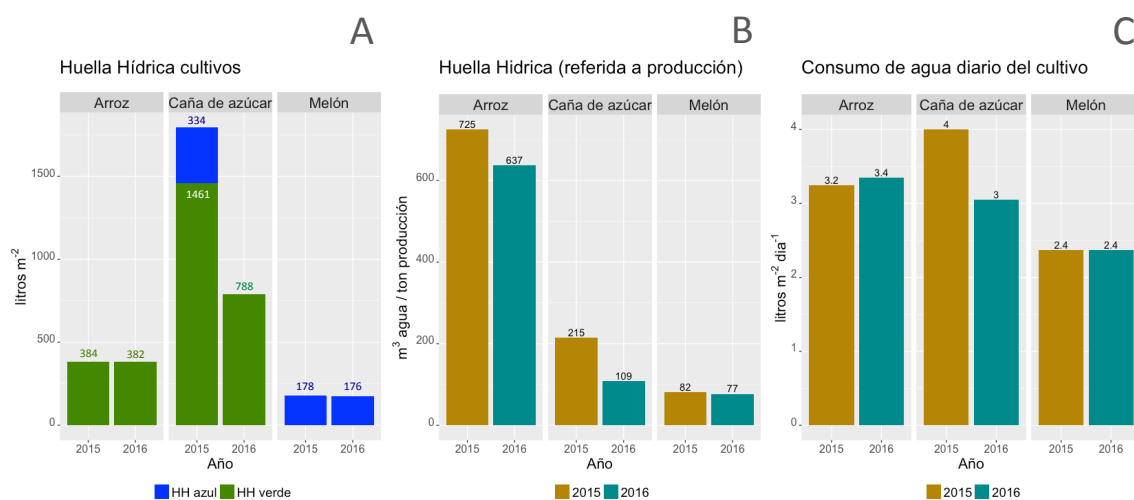 A
Huella Hídrica cultivos
Arroz
Caña de azúcar
Melón
litros m-2
1500
1000
500
0
384
382
334
1461
788
178
176
2015
2016
2015
2016
2015
2016
Año
HH azul
HH verde
B
Huella Hidrica (referida a producción)
Arroz
Caña de azúcar
Melón
m3 agua / ton producción
600
400
200
0
725
637
215
109
82
77
2015
2016
2015
2016
2015
2016
Año
2015
2016
C
Consumo de agua diario del cultivo
Arroz
Caña de azúcar
Melón
litros m-2 dia-1
4
3
2
1
0
3.2
3.4
4
3
2.4
2.4
2015
2016
2015
2016
2015
2016
Año
2015
2016